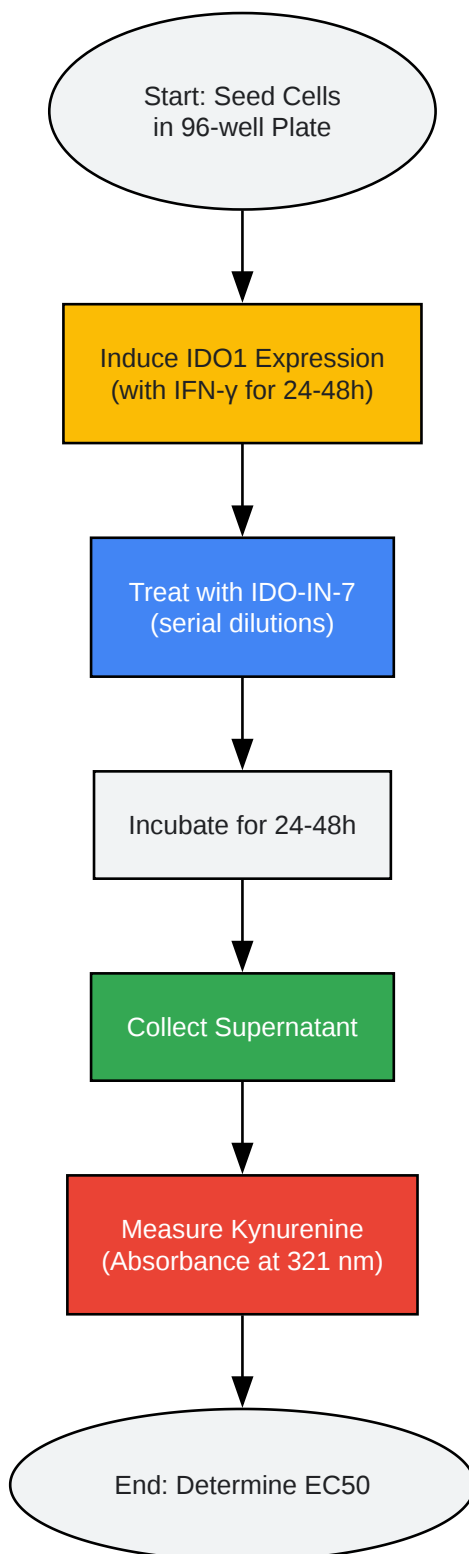 Start: Seed Cells
in 96-well Plate
Induce IDO1 Expression
(with IFN-γ for 24-48h)
Treat with IDO-IN-7
(serial dilutions)
Incubate for 24-48h
Collect Supernatant
Measure Kynurenine
(Absorbance at 321 nm)
End: Determine EC50